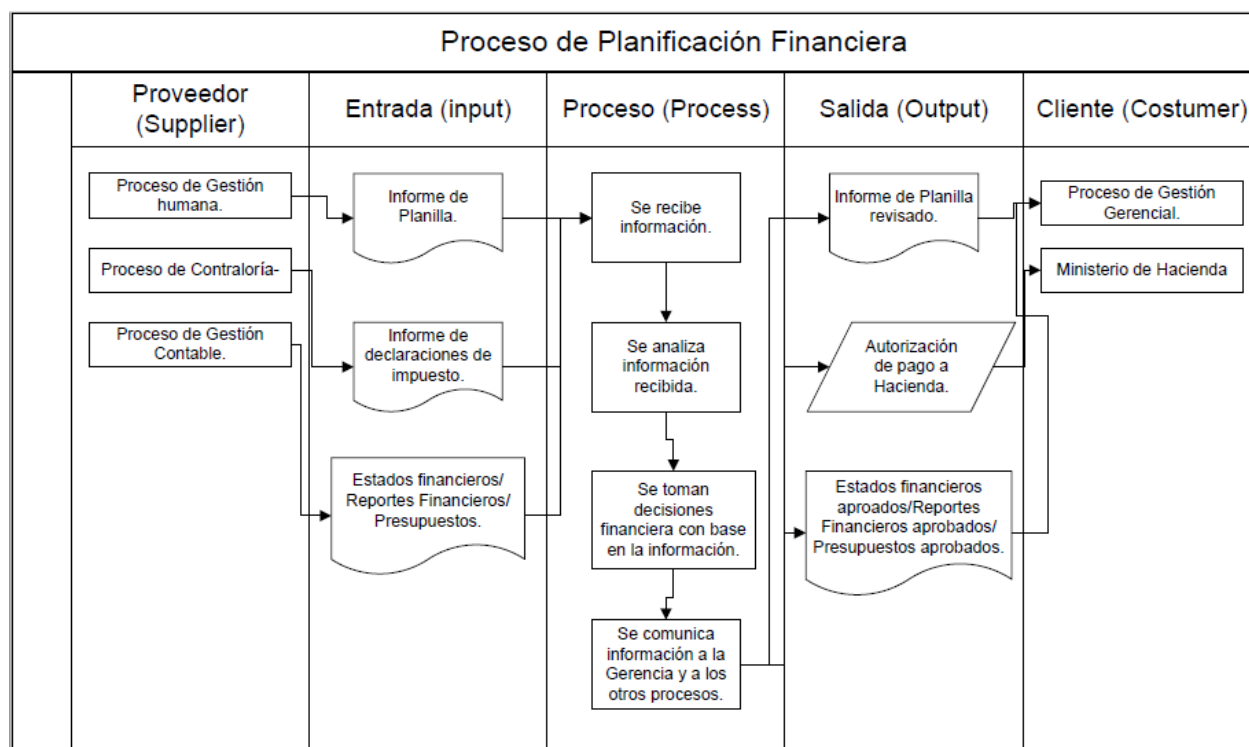 Proceso de Planificación Financiera
Proveedor
(Supplier)
Entrada (input)
Proceso (Process)
Salida (Output)
Cliente (Costumer)
Proceso de Gestión
humana.
Proceso de Contraloría-
Proceso de Gestión
Contable.
Informe de
Planilla.
Informe de
declaraciones de
impuesto.
Estados financieros/
Reportes Financieros/
Presupuestos.
Se recibe
información.
Se analiza
información
recibida.
Se toman
decisiones
financiera con base
en la información.
Se comunica
información a la
Gerencia y a los
otros procesos.
Informe de Planilla
revisado.
Autorización
de pago a
Hacienda.
Estados financieros
aproados/Reportes
Financieros aprobados/
Presupuestos aprobados.
Proceso de Gestión
Gerencial.
Ministerio de Hacienda